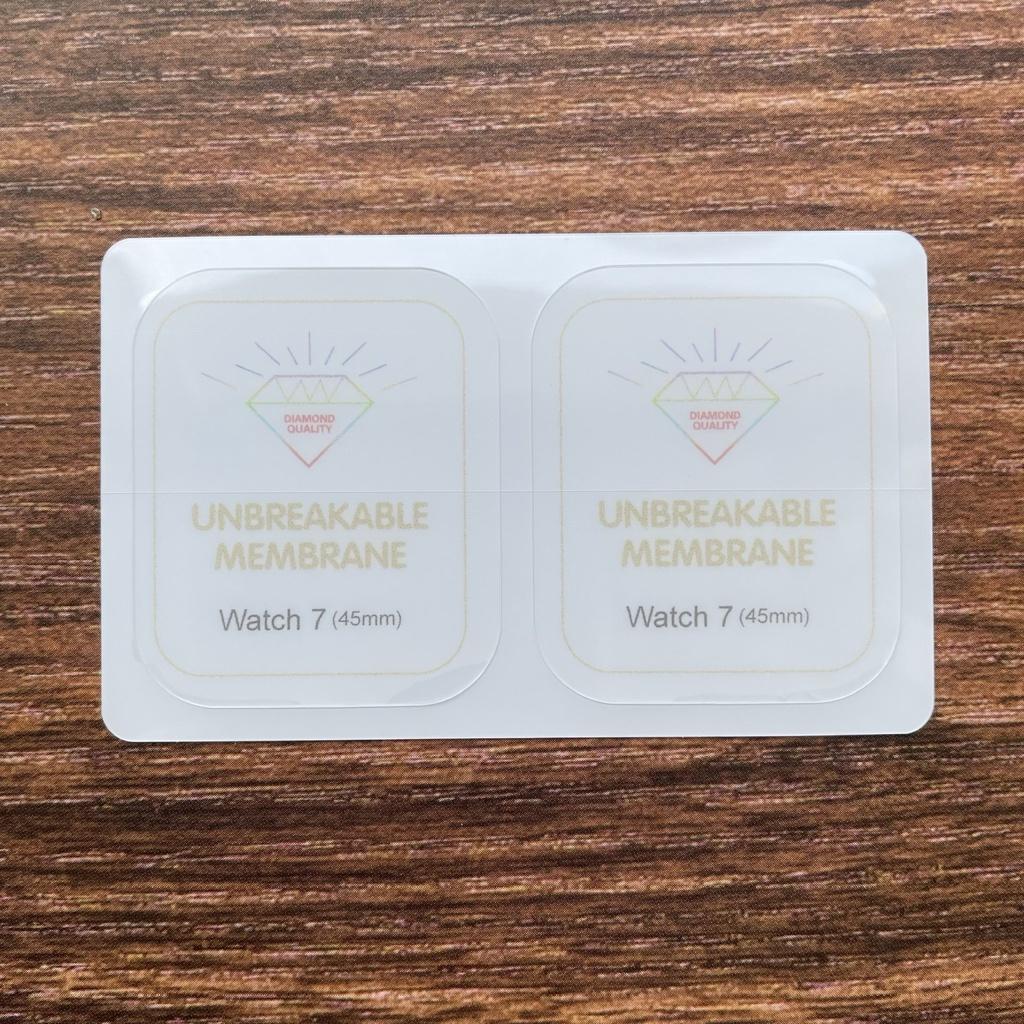 DIAMOND
QUALITY
UNBREAKABLE
MEMBRANE
Watch 7 (45mm)
DIAMOND
QUALITY
UNBREAKABLE
MEMBRANE
Watch 7 (45mm)